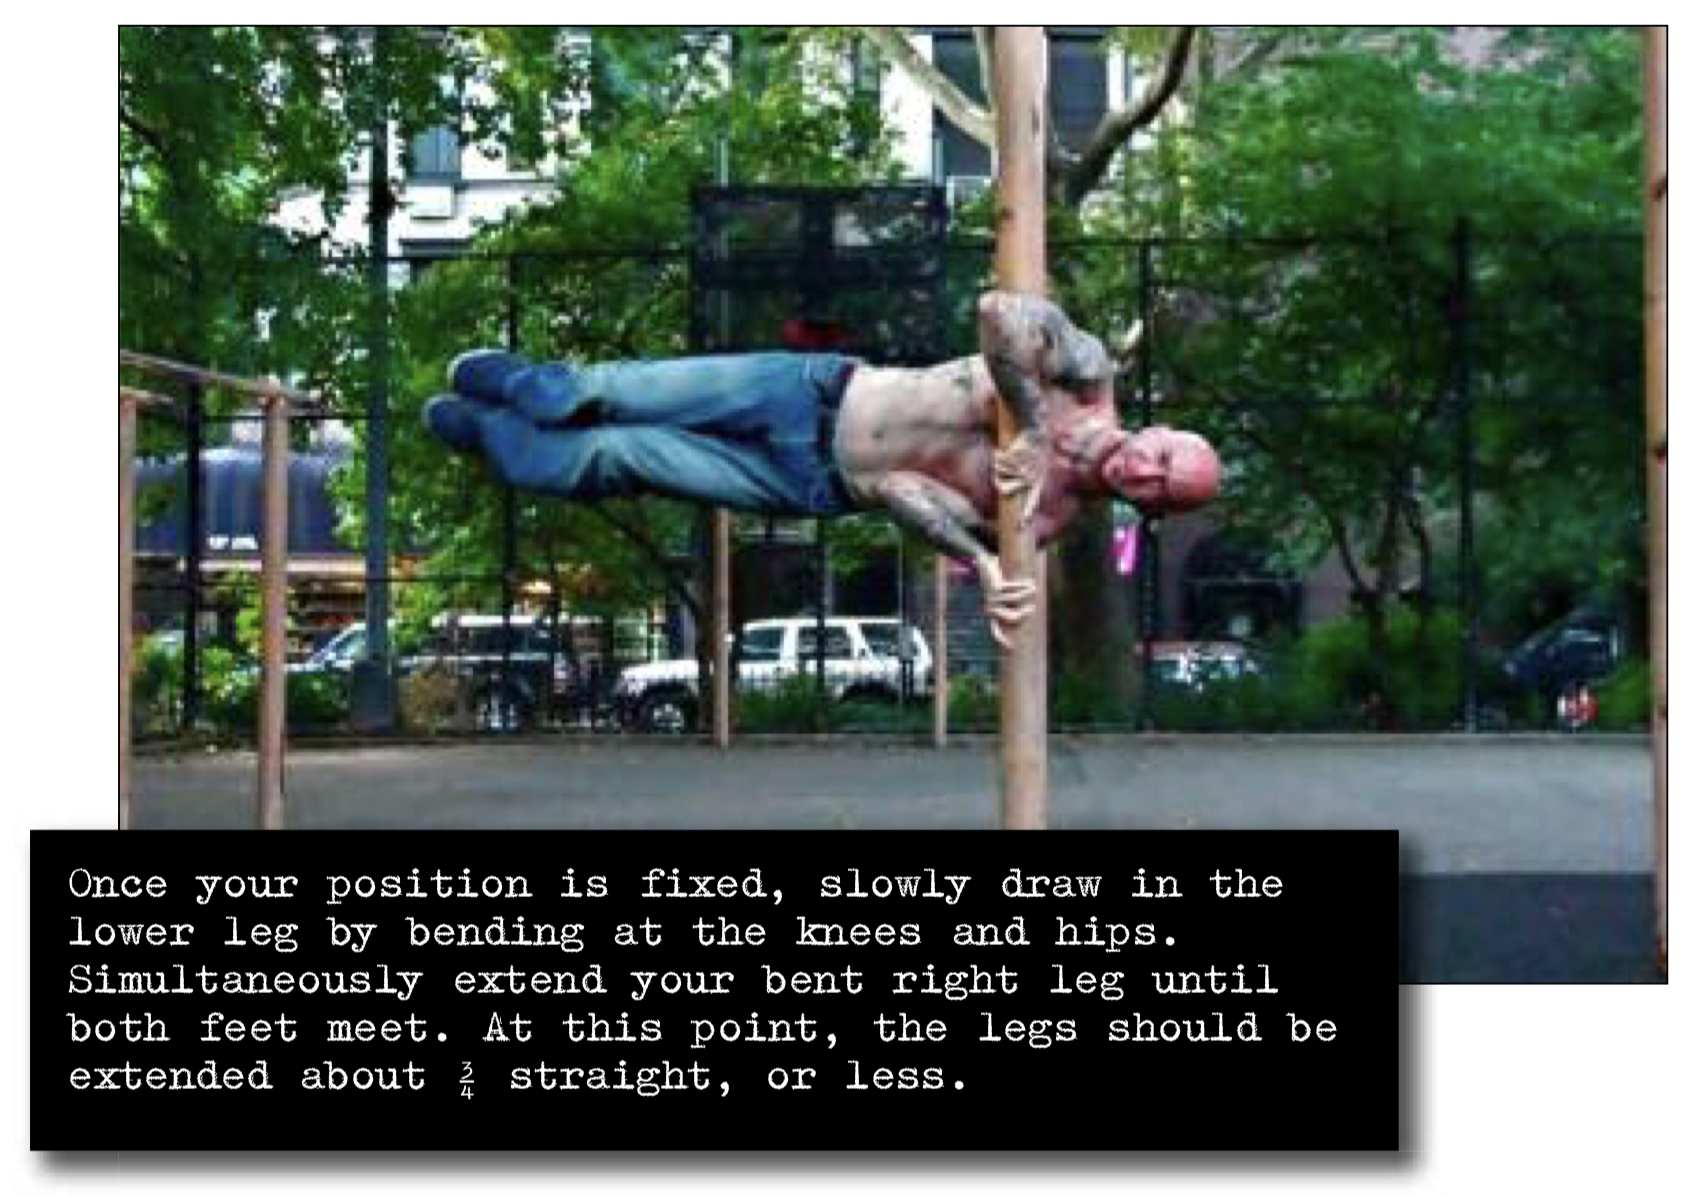 Once your position is fixed, slowly draw in the
lower leg by bending at the knees and hips.
Simultaneously extend your bent right leg until
both feet meet. At this point, the legs should be
extended about ¾ straight, or less.